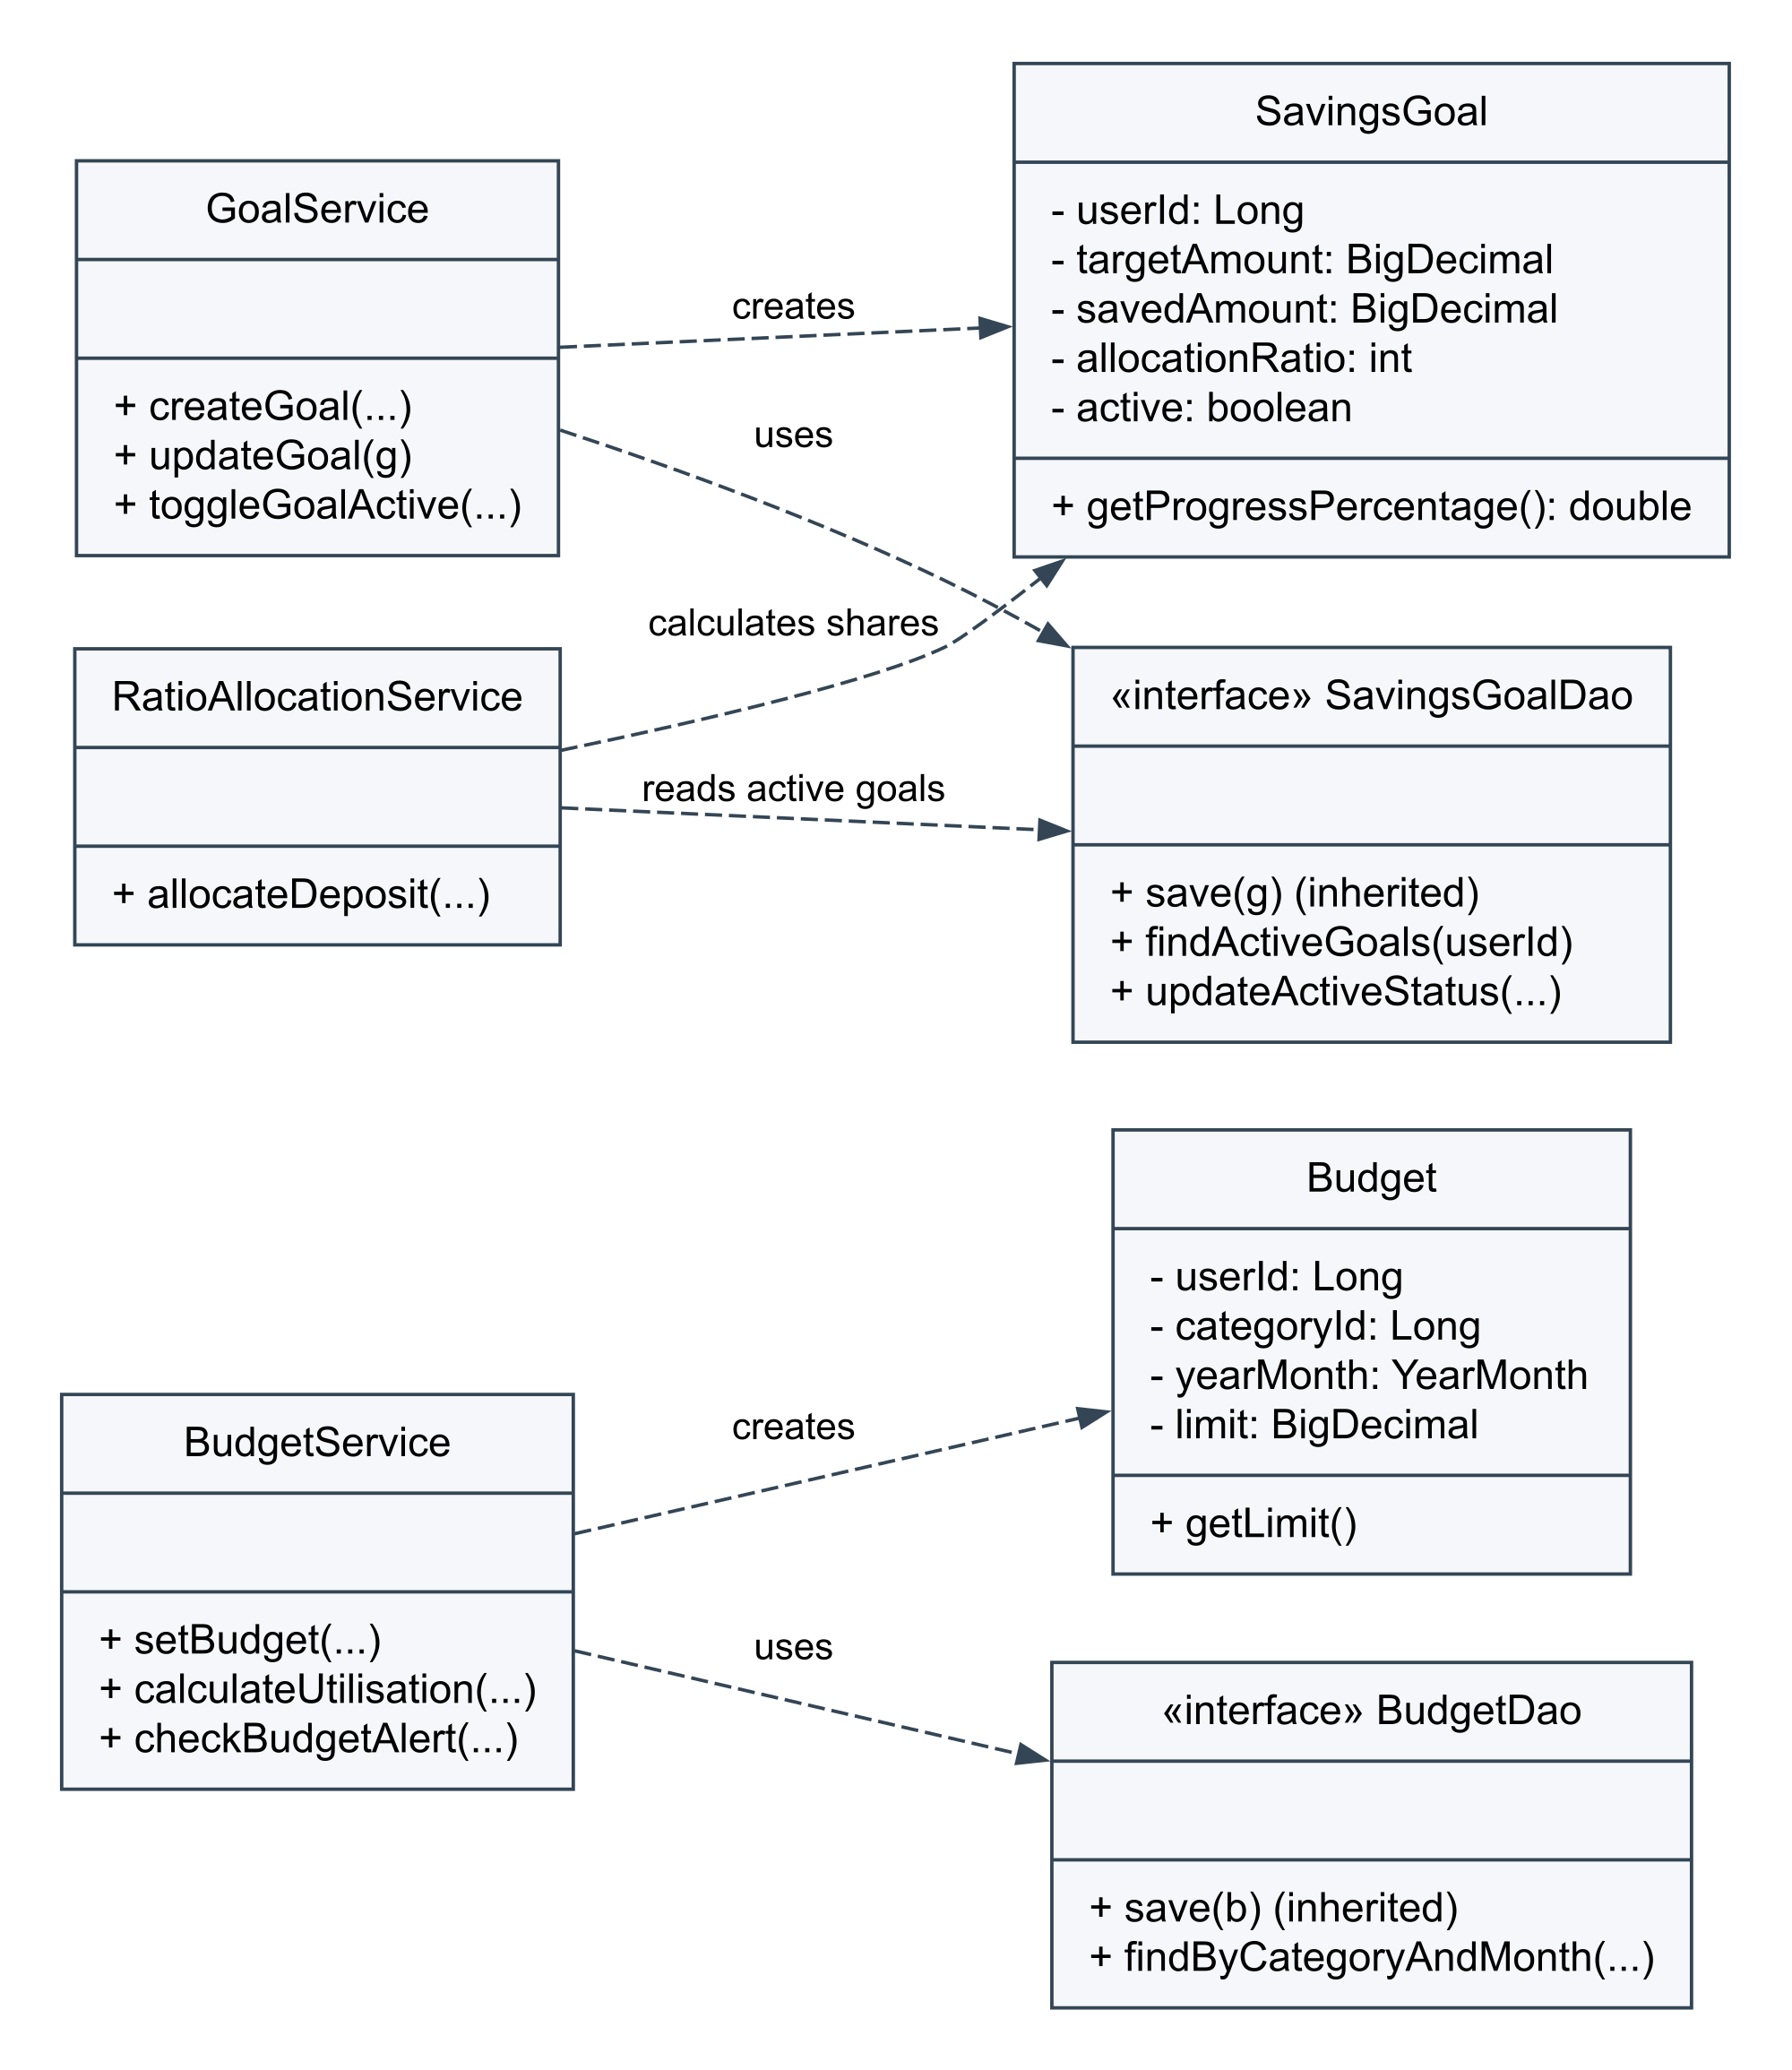 SavingsGoal
- userId: Long
- targetAmount: BigDecimal
- savedAmount: BigDecimal
- allocationRatio: int
- active: boolean
+ getProgressPercentage(): double
GoalService
+ createGoal(...)
+ updateGoal(g)
+ toggleGoalActive(...)
creates
uses
calculates shares
reads active goals
RatioAllocationService
+ allocateDeposit(...)
«interface» SavingsGoalDao
+ save(g) (inherited)
+ findActiveGoals(userId)
+ updateActiveStatus(...)
Budget
- userId: Long
- categoryId: Long
- yearMonth: YearMonth
- limit: BigDecimal
+ getLimit()
BudgetService
+ setBudget(...)
+ calculateUtilisation(...)
+ checkBudgetAlert(...)
creates
uses
«interface» BudgetDao
+ save(b) (inherited)
+ findByCategoryAndMonth(...)